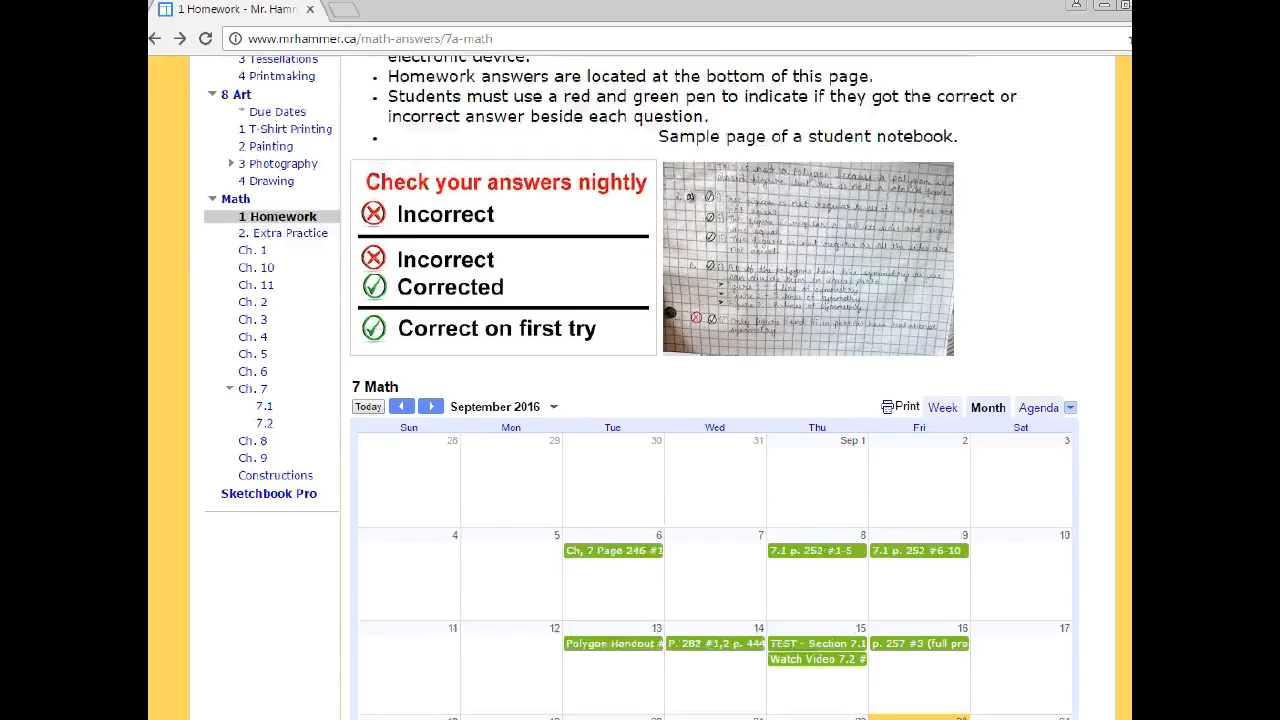 1 Homework - Mr. Hamm
www.mrhammer.ca/math-answers/7a-math
3 Tessellations
4 Printmaking
8 Art
Due Dates
1 T-Shirt Printing
2 Painting
3 Photography
4 Drawing
Math
1 Homework
2. Extra Practice
Ch. 1
Ch. 10
Ch. 11
Ch. 2
Ch. 3
Ch. 4
Ch. 5
Ch. 6
Ch. 7
7.1
7.2
Ch. 8
Ch. 9
Constructions
Sketchbook Pro
electronic device.
Homework answers are located at the bottom of this page.
Students must use a red and green pen to indicate if they got the correct or
incorrect answer beside each question.
Sample page of a student notebook.
Check your answers nightly
Incorrect
Incorrect
Corrected
Correct on first try
7 Math
Today September 2016 Print Week Month Agenda
Sun Mon Tue Wed Thu Fri Sat
28 29 30 31 Sep 1 2 3
4 5 6 7 8 9 10
Ch, 7 Page 246 #1 7.1 p. 252 #1-5 7.1 p. 252 #6-10
11 12 13 14 15 16 17
Polygon Handout # P. 282 #1,2 p. 444 TEST - Section 7.1 p. 257 #3 (full pro
Watch Video 7.2 #